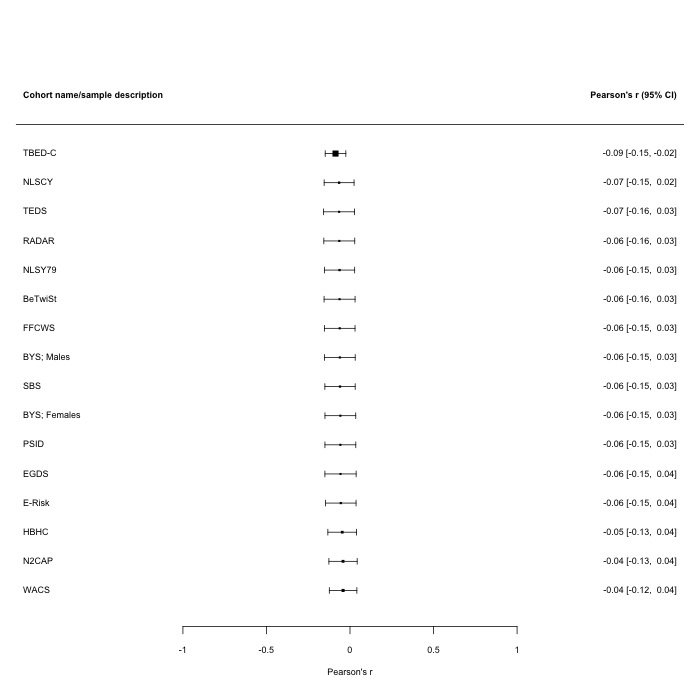 Cohort name/sample description Pearson's r (95% CI)
TBED-C -0.09 [-0.15, -0.02]
NLSCY -0.07 [-0.15, 0.02]
TEDS -0.07 [-0.16, 0.03]
RADAR -0.06 [-0.16, 0.03]
NLSY79 -0.06 [-0.15, 0.03]
BeTwiSt -0.06 [-0.16, 0.03]
FFCWS -0.06 [-0.15, 0.03]
BYS; Males -0.06 [-0.15, 0.03]
SBS -0.06 [-0.15, 0.03]
BYS; Females -0.06 [-0.15, 0.03]
PSID -0.06 [-0.15, 0.03]
EGDS -0.06 [-0.15, 0.04]
E-Risk -0.06 [-0.15, 0.04]
HBHC -0.05 [-0.13, 0.04]
N2CAP -0.04 [-0.13, 0.04]
WACS -0.04 [-0.12, 0.04]
-1 -0.5 0 0.5 1
Pearson's r